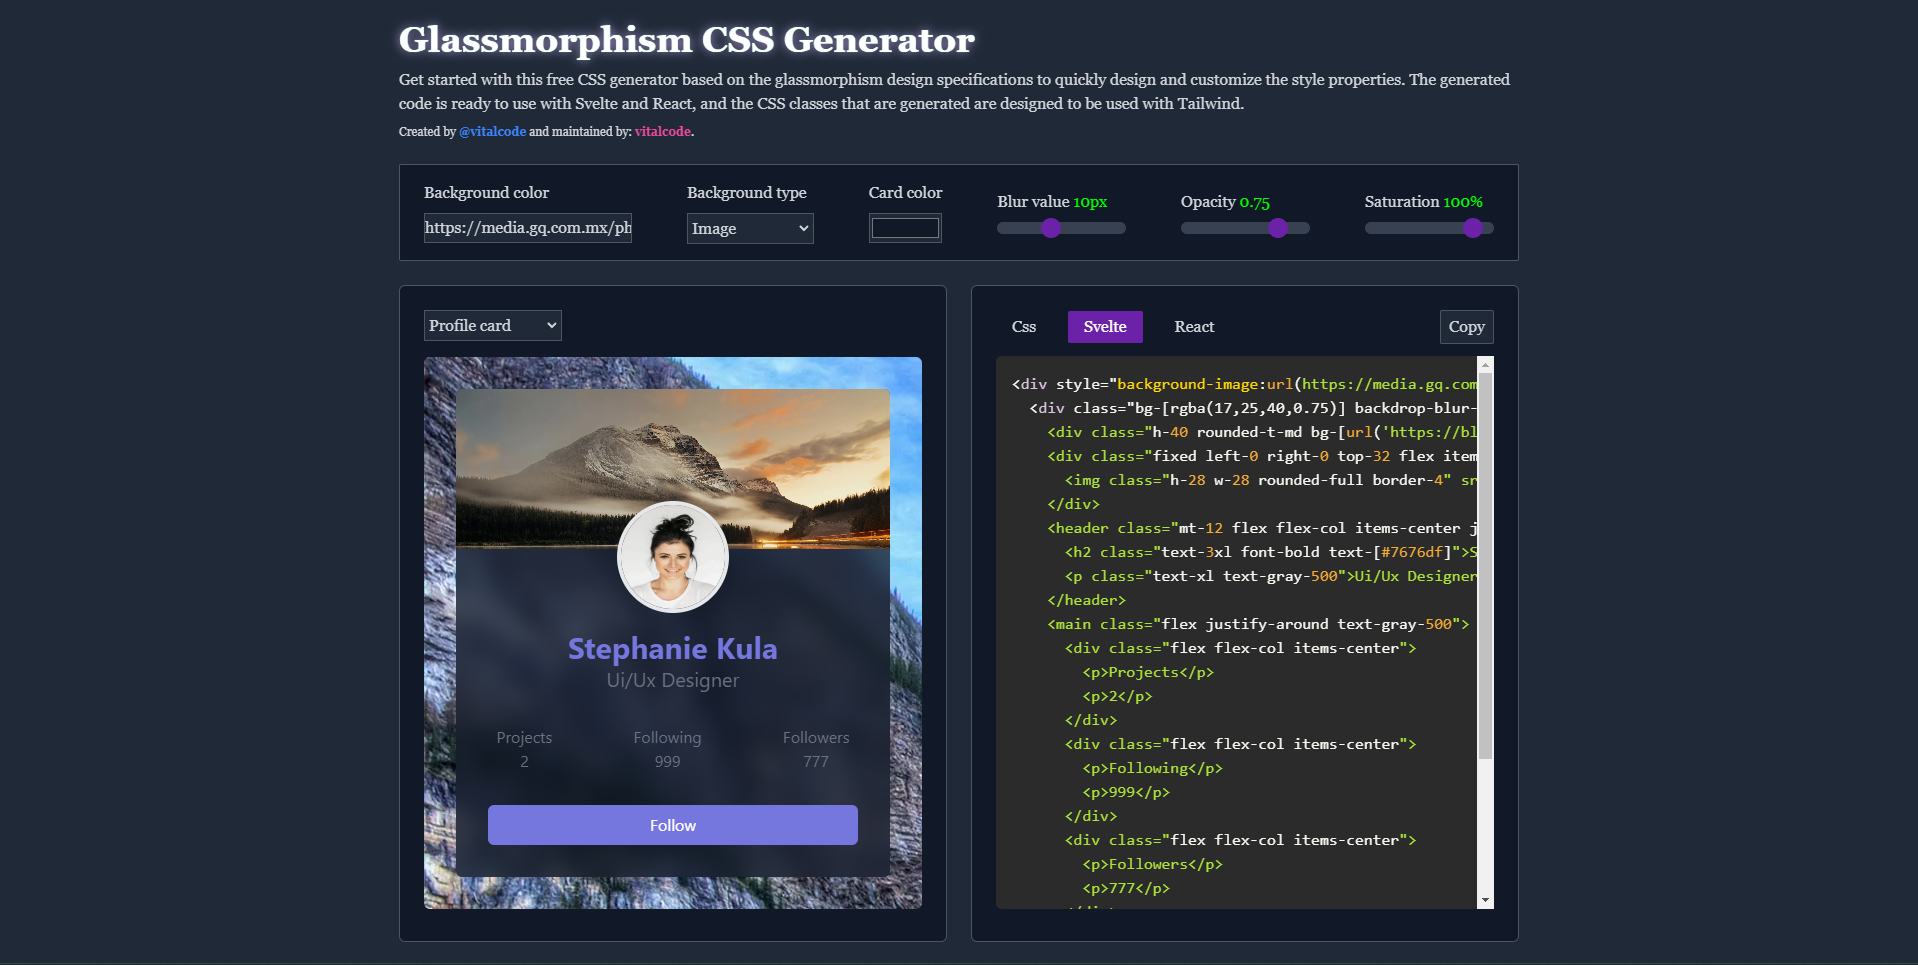 Glassmorphism CSS Generator
Get started with this free CSS generator based on the glassmorphism design specifications to quickly design and customize the style properties. The generated
code is ready to use with Svelte and React, and the CSS classes that are generated are designed to be used with Tailwind.
Created by @vitalcode and maintained by: vitalcode.
Background color
Background type
Card color
Blur value 10px
Opacity 0.75
Saturation 100%
https://media.gq.com.mx/ph
Image
Profile card
Stephanie Kula
Ui/Ux Designer
Projects
2
Following
999
Followers
777
Follow
Css
Svelte
React
Copy
<div style="background-image:url(https://media.gq.com
<div class="bg-[rgba(17,25,40,0.75)] backdrop-blur-
<div class="h-40 rounded-t-md bg-[url('https://bl
<div class="fixed left-0 right-0 top-32 flex item
<img class="h-28 w-28 rounded-full border-4" sr
</div>
<header class="mt-12 flex flex-col items-center j
<h2 class="text-3xl font-bold text-[#7676df]">S
<p class="text-xl text-gray-500">Ui/Ux Designer
</header>
<main class="flex justify-around text-gray-500">
<div class="flex flex-col items-center">
<p>Projects</p>
<p>2</p>
</div>
<div class="flex flex-col items-center">
<p>Following</p>
<p>999</p>
</div>
<div class="flex flex-col items-center">
<p>Followers</p>
<p>777</p>